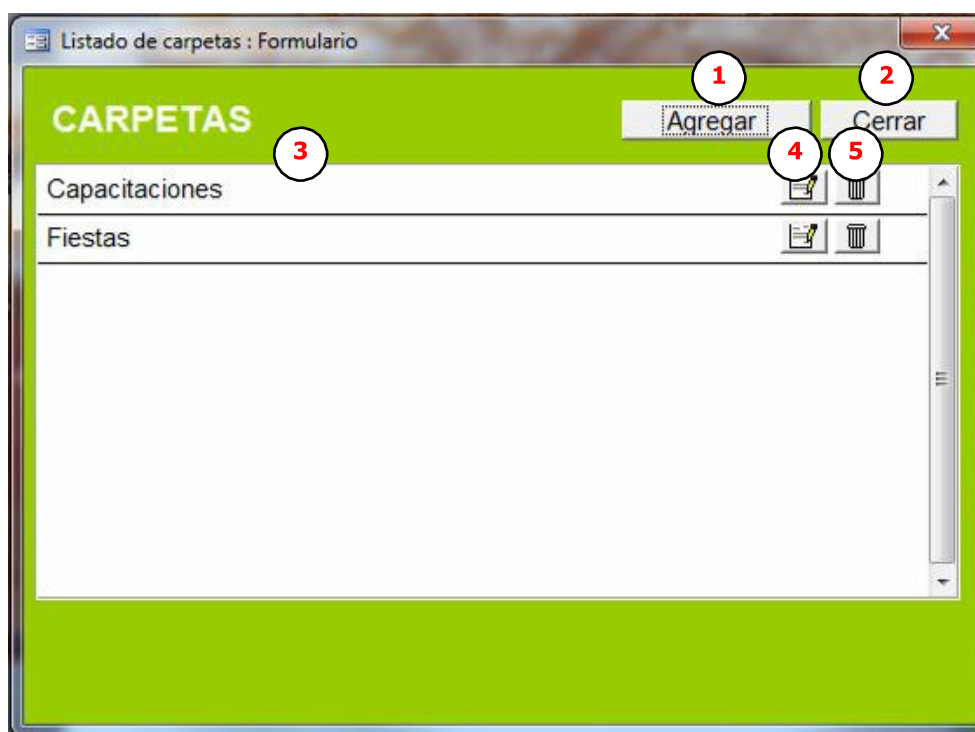 Listado de carpetas : Formulario
1 2
CARPETAS Agregar Cerrar
3 4 5
Capacitaciones
Fiestas